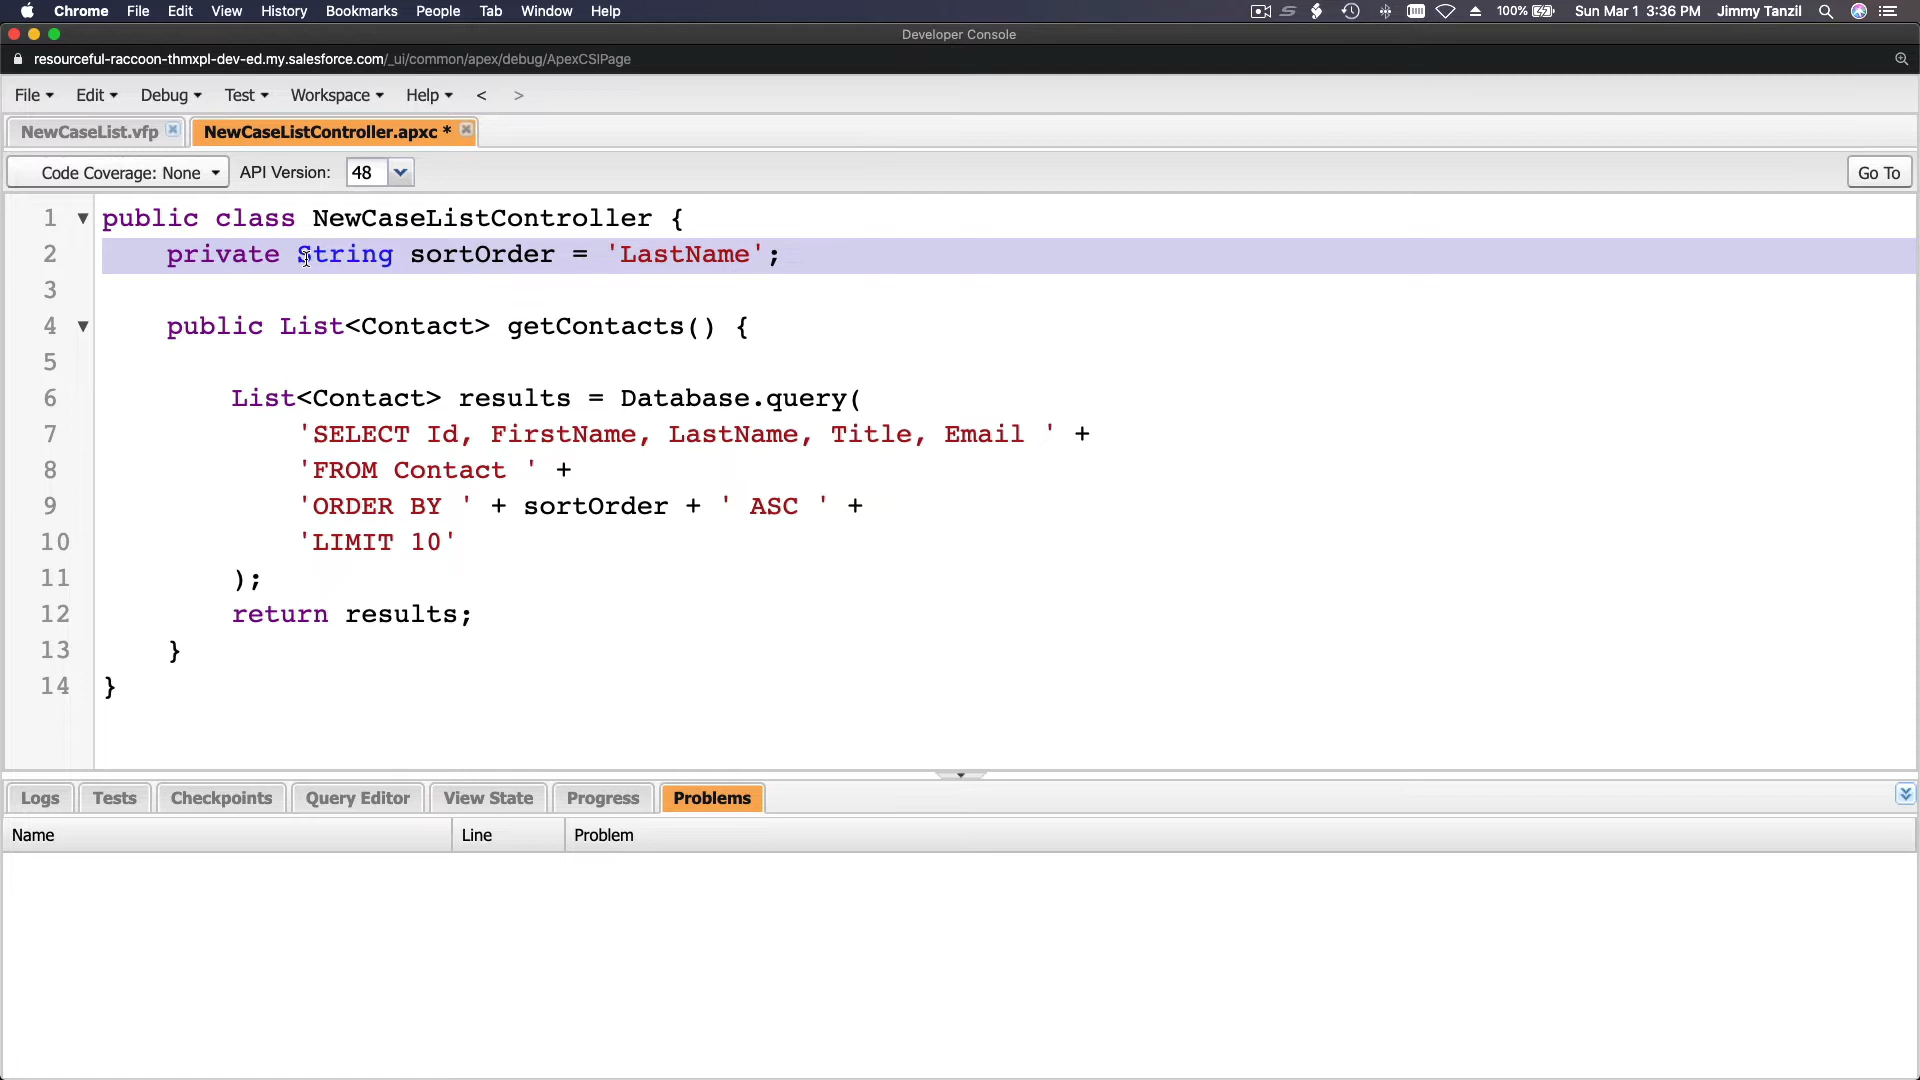 Chrome File Edit View History Bookmarks People Tab Window Help 100% Sun Mar 1 3:36 PM Jimmy Tanzil
Developer Console
resourceful-raccoon-thmxpl-dev-ed.my.salesforce.com/_ui/common/apex/debug/ApexCSIPage
File Edit Debug Test Workspace Help < >
NewCaseList.vfp NewCaseListController.apxc *
Code Coverage: None API Version: 48 Go To
1 public class NewCaseListController {
2 private String sortOrder = 'LastName';
3
4 public List<Contact> getContacts() {
5
6 List<Contact> results = Database.query(
7 'SELECT Id, FirstName, LastName, Title, Email ' +
8 'FROM Contact ' +
9 'ORDER BY ' + sortOrder + ' ASC ' +
10 'LIMIT 10'
11 );
12 return results;
13 }
14 }
Logs Tests Checkpoints Query Editor View State Progress Problems
Name Line Problem